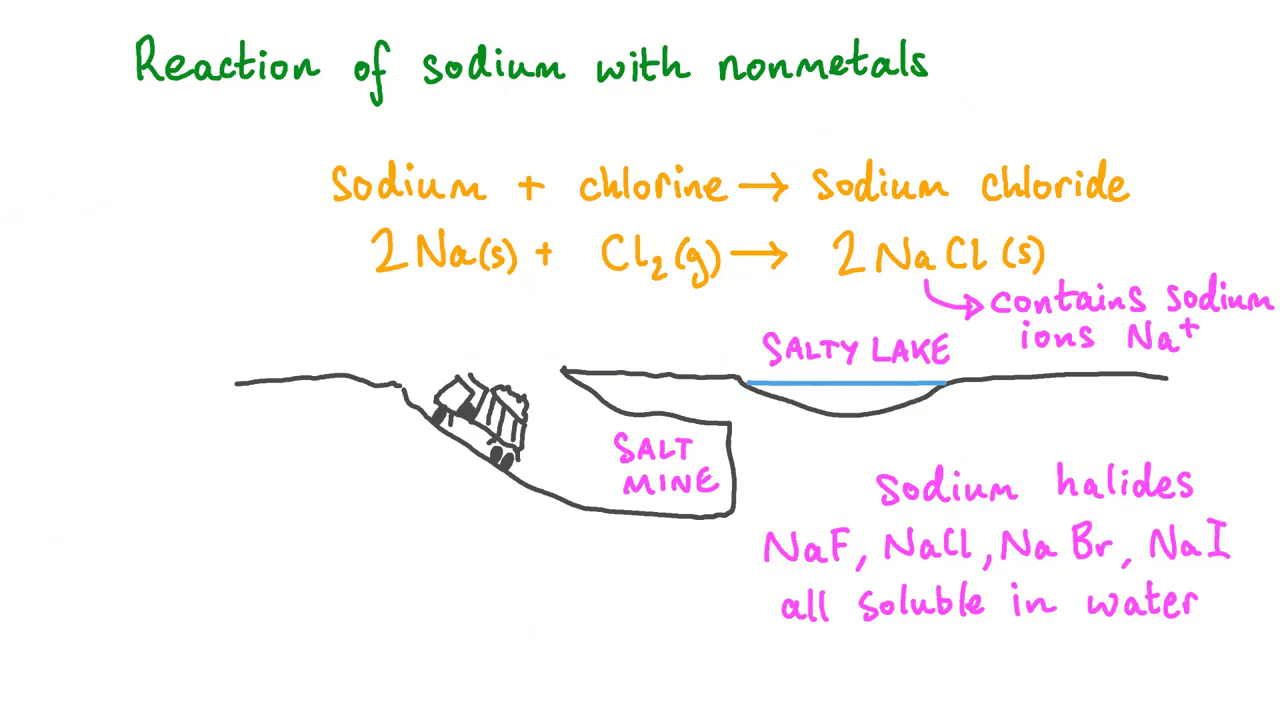 Reaction of sodium with nonmetals
sodium + chlorine → sodium chloride
2Na(s) + Cl₂(g) → 2NaCl(s)
contains sodium
ions Na⁺
SALTY LAKE
SALT
MINE
sodium halides
NaF, NaCl, NaBr, NaI
all soluble in water